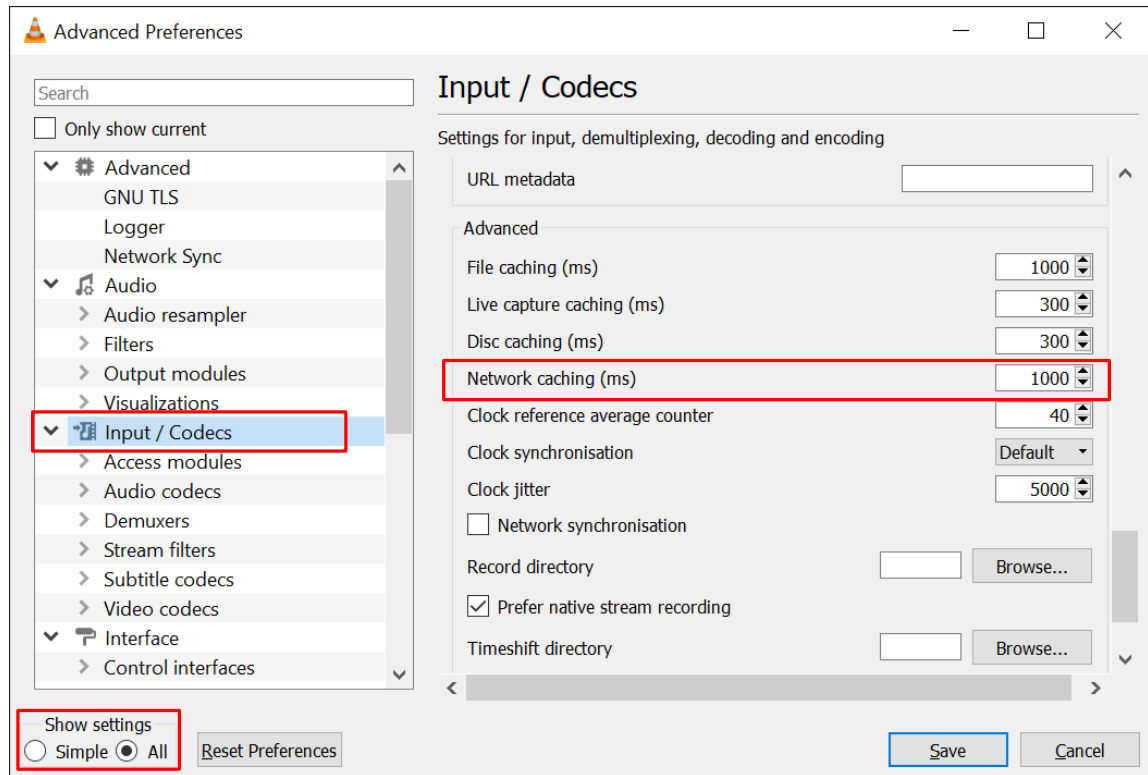 Advanced Preferences
Search
Only show current
Advanced
GNU TLS
Logger
Network Sync
Audio
Audio resampler
Filters
Output modules
Visualizations
Input / Codecs
Access modules
Audio codecs
Demuxers
Stream filters
Subtitle codecs
Video codecs
Interface
Control interfaces
Show settings
Simple All
Reset Preferences
Input / Codecs
Settings for input, demultiplexing, decoding and encoding
URL metadata
Advanced
File caching (ms) 1000
Live capture caching (ms) 300
Disc caching (ms) 300
Network caching (ms) 1000
Clock reference average counter 40
Clock synchronisation Default
Clock jitter 5000
Network synchronisation
Record directory Browse...
Prefer native stream recording
Timeshift directory Browse...
Save Cancel